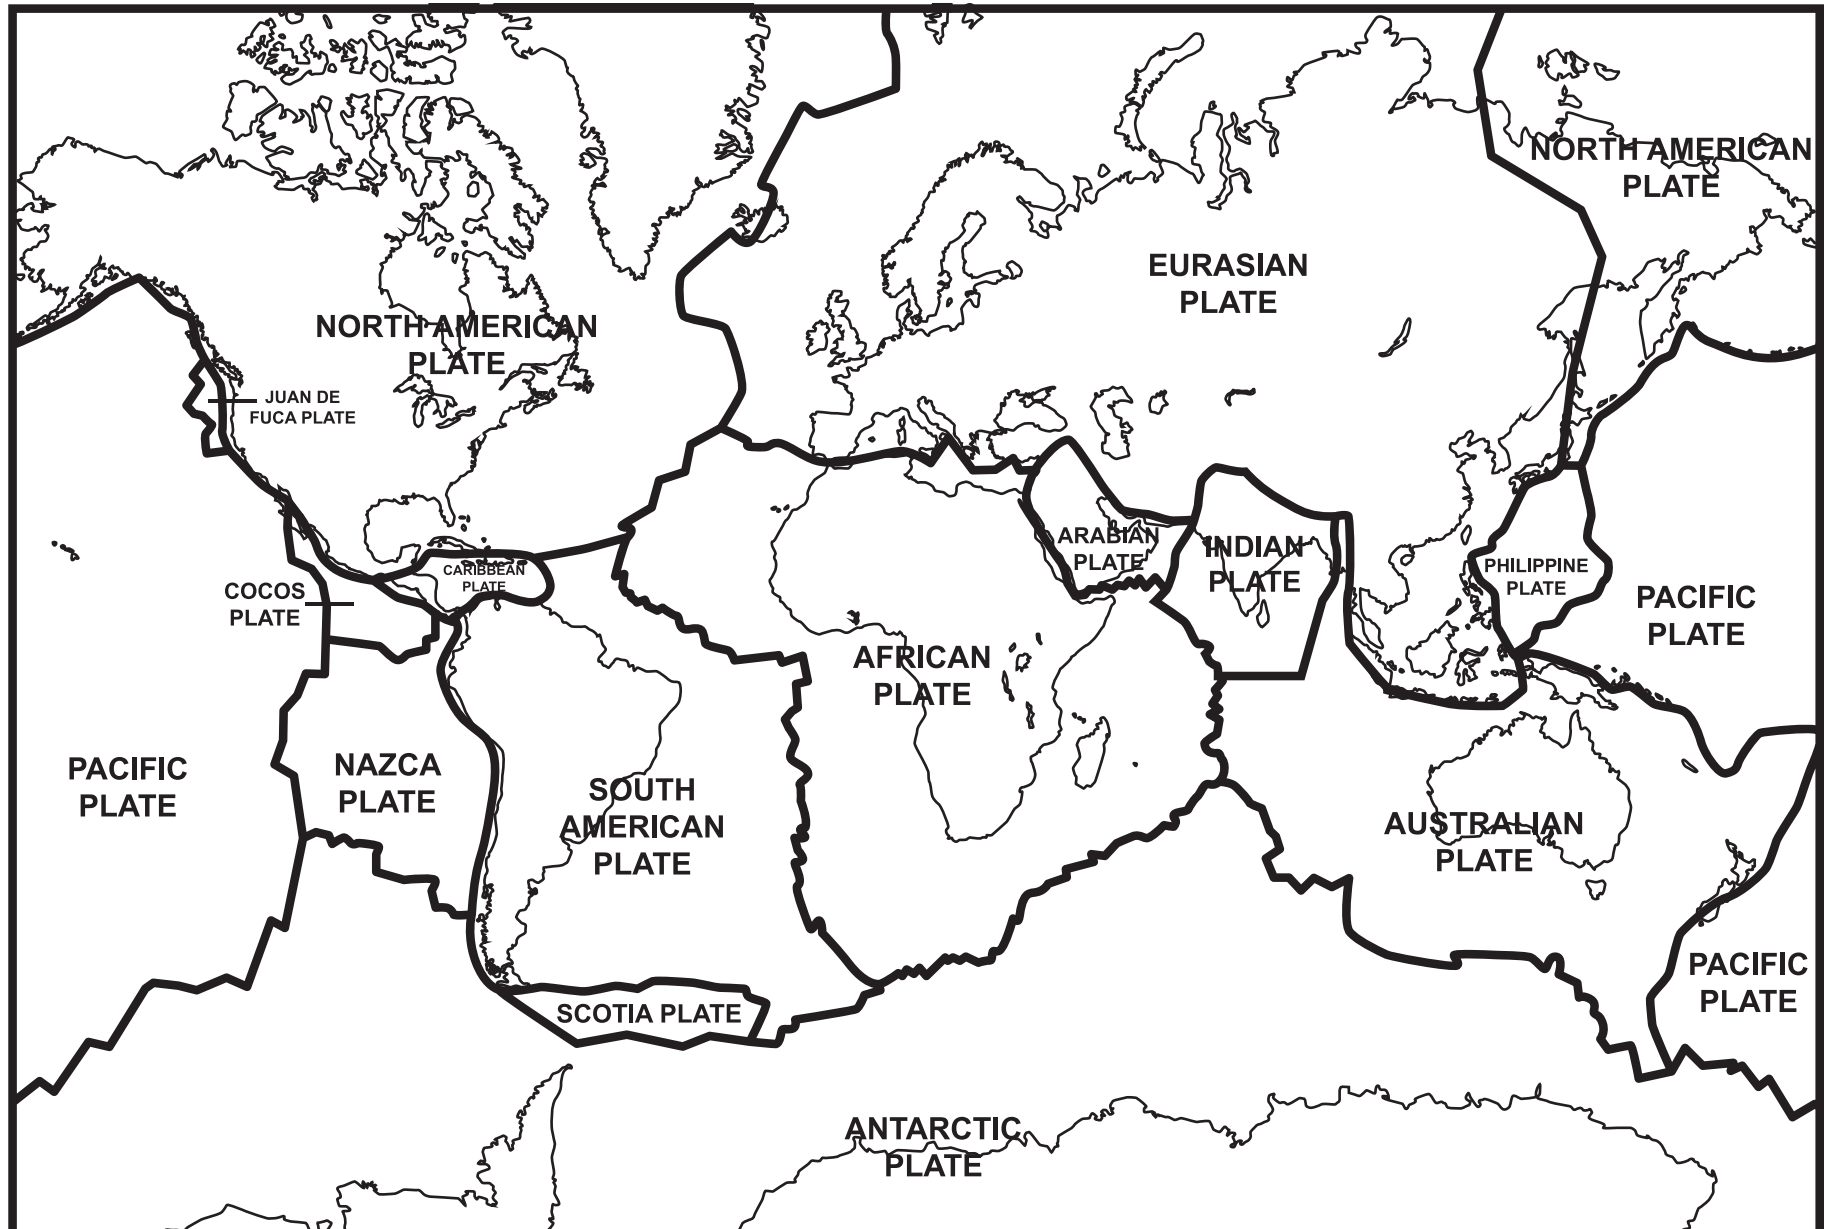 NORTH AMERICAN
PLATE
EURASIAN
PLATE
NORTH AMERICAN
PLATE
JUAN DE
FUCA PLATE
CARIBBEAN
PLATE
ARABIAN
PLATE
INDIAN
PLATE
PHILIPPINE
PLATE
COCOS
PLATE
PACIFIC
PLATE
AFRICAN
PLATE
PACIFIC
PLATE
NAZCA
PLATE
SOUTH
AMERICAN
PLATE
AUSTRALIAN
PLATE
PACIFIC
PLATE
SCOTIA PLATE
ANTARCTIC
PLATE